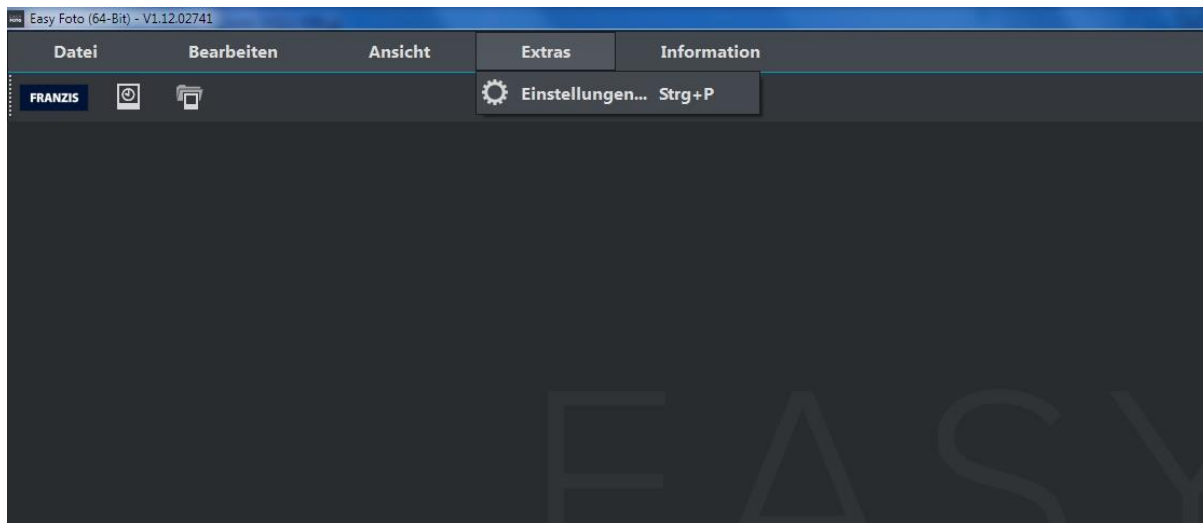 Easy Foto (64-Bit) - V1.12.02741
Datei Bearbeiten Ansicht Extras Information
FRANZIS
Einstellungen... Strg+P
EASY